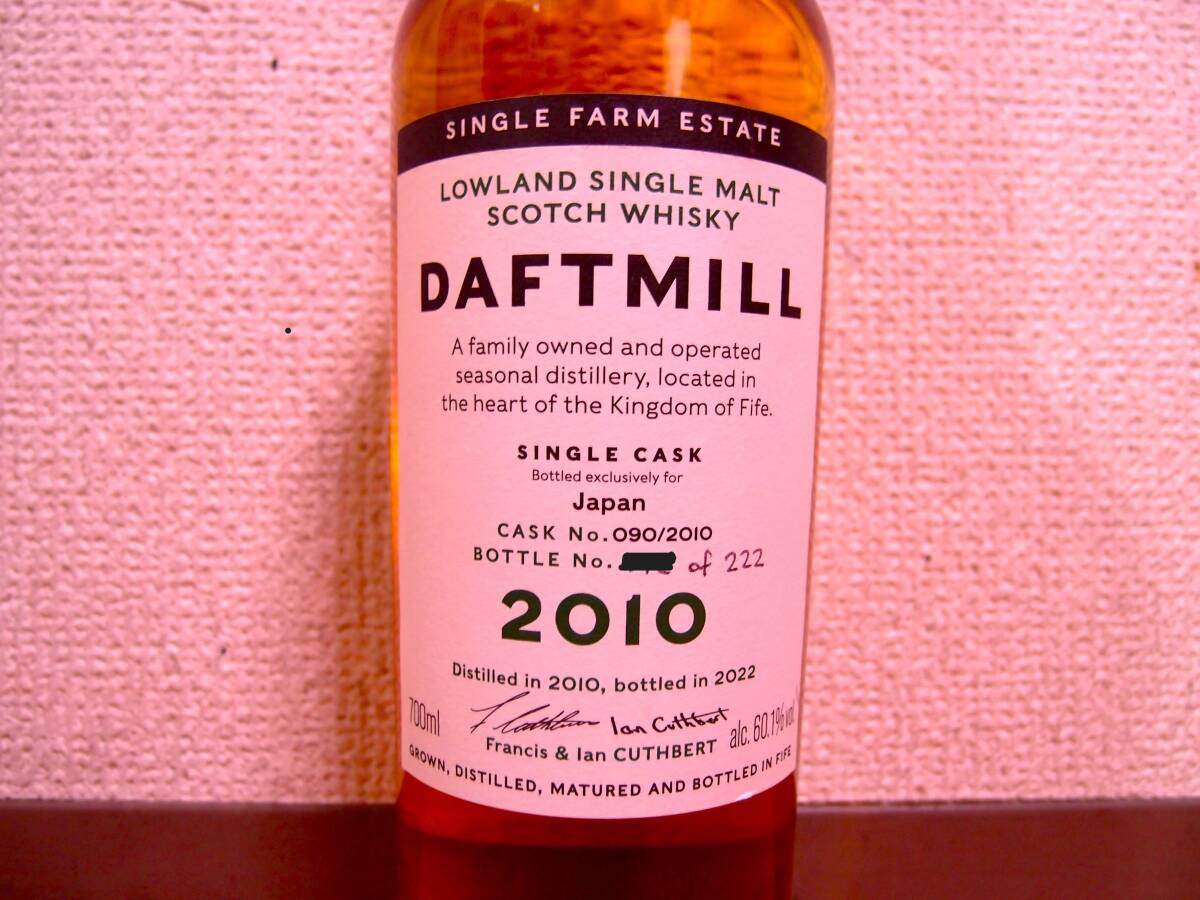 SINGLE FARM ESTATE
LOWLAND SINGLE MALT
SCOTCH WHISKY
DAFTMILL
A family owned and operated
seasonal distillery, located in
the heart of the Kingdom of Fife.
SINGLE CASK
Bottled exclusively for
Japan
CASK No. 090/2010
BOTTLE No. of 222
2010
Distilled in 2010, bottled in 2022
700ml
F Cuthbert Ian Cuthbert
alc. 60.1% vol
Francis & Ian CUTHBERT
GROWN, DISTILLED, MATURED AND BOTTLED IN FIFE